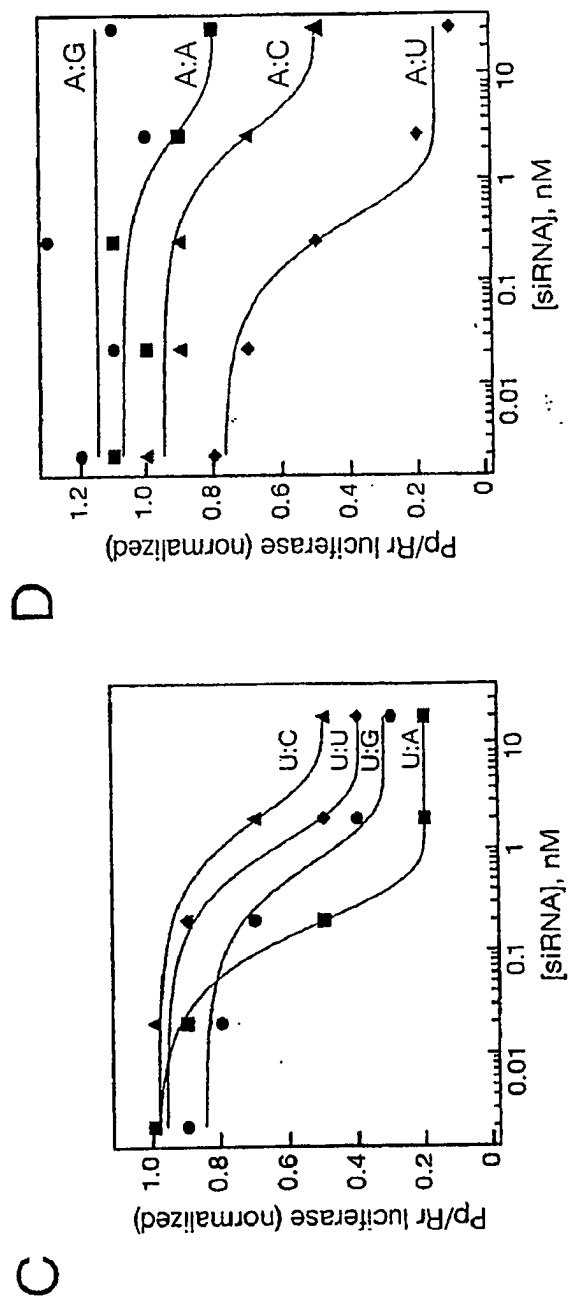 C
Pp/Rr luciferase (normalized)
1.0
0.8
0.6
0.4
0.2
0
U:C
U:U
U:G
U:A
0.01
0.1
1
10
[siRNA], nM
D
Pp/Rr luciferase (normalized)
1.2
1.0
0.8
0.6
0.4
0.2
0
A:G
A:A
A:C
A:U
0.01
0.1
1
10
[siRNA], nM